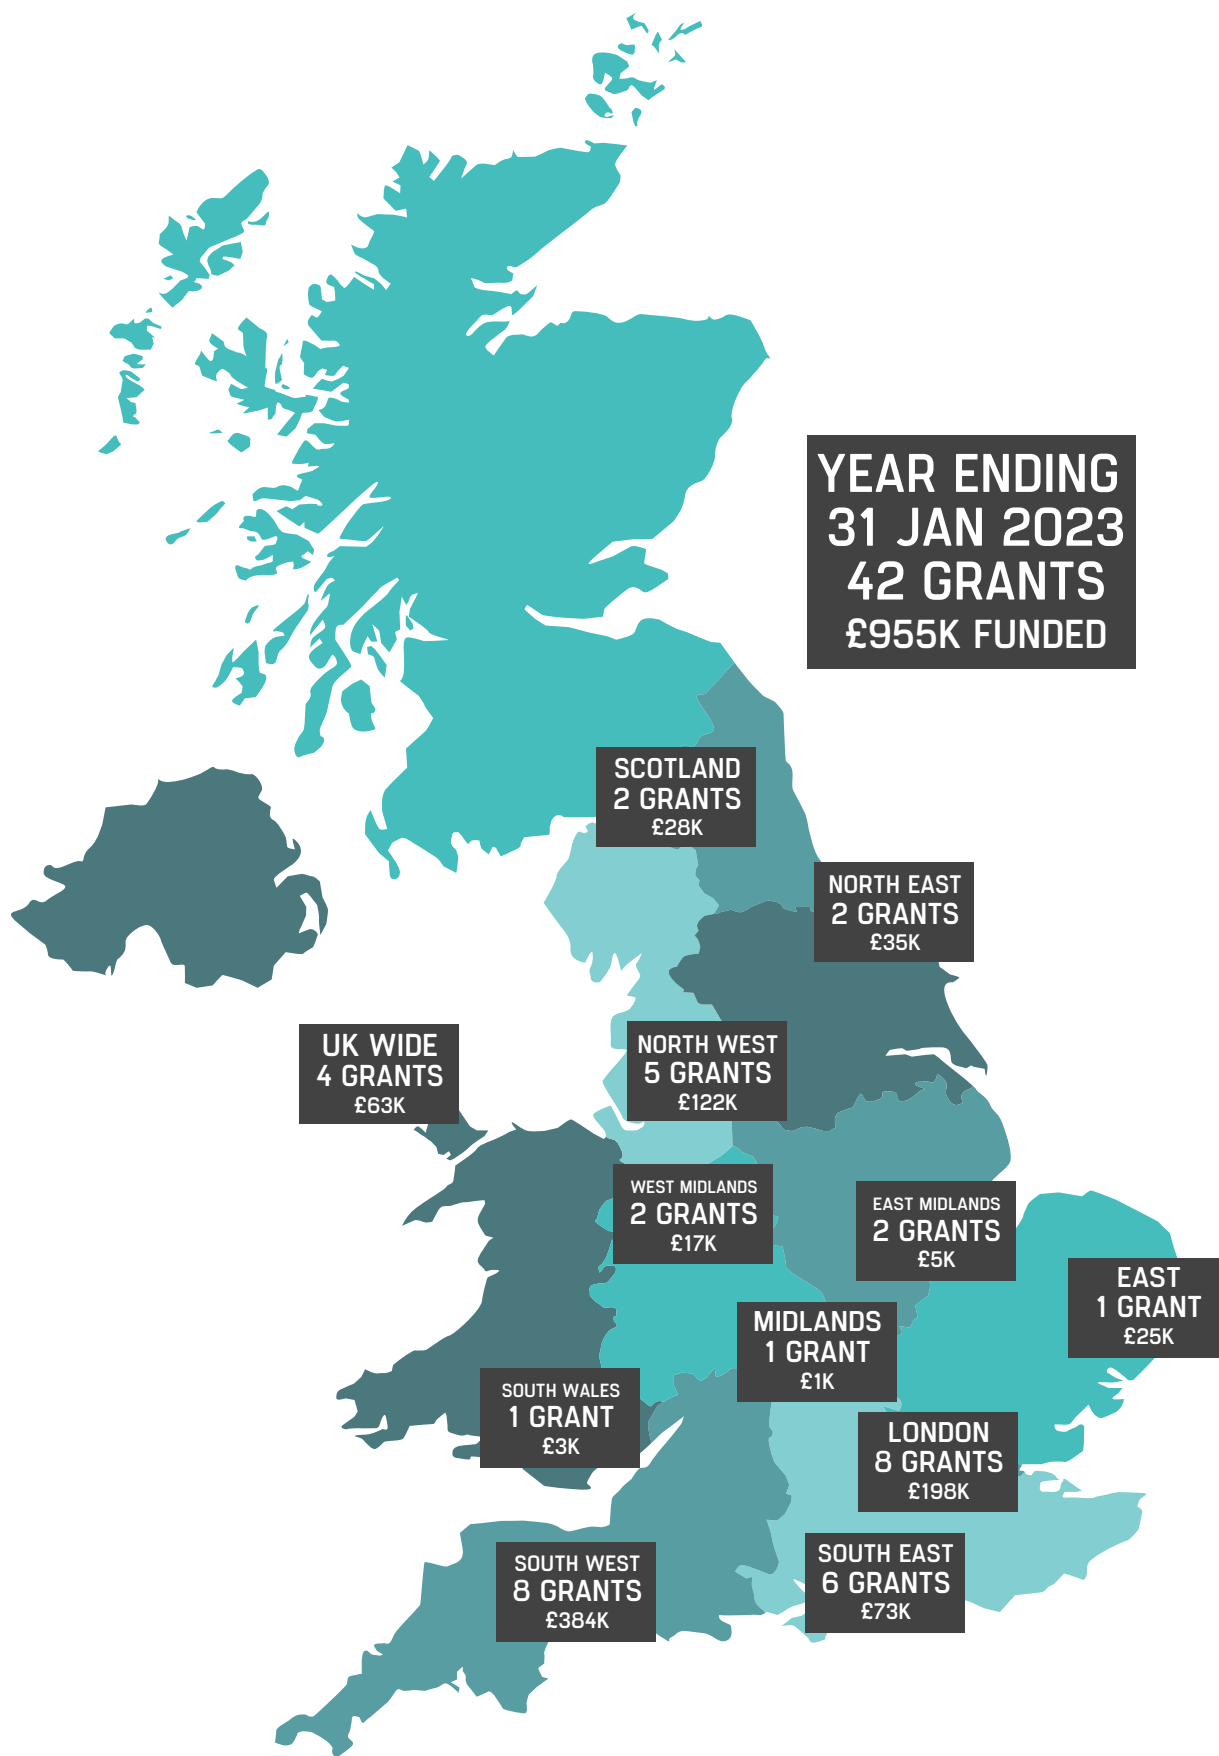 YEAR ENDING
31 JAN 2023
42 GRANTS
£955K FUNDED
SCOTLAND
2 GRANTS
£28K
NORTH EAST
2 GRANTS
£35K
UK WIDE
4 GRANTS
£63K
NORTH WEST
5 GRANTS
£122K
WEST MIDLANDS
2 GRANTS
£17K
EAST MIDLANDS
2 GRANTS
£5K
EAST
1 GRANT
£25K
MIDLANDS
1 GRANT
£1K
SOUTH WALES
1 GRANT
£3K
LONDON
8 GRANTS
£198K
SOUTH WEST
8 GRANTS
£384K
SOUTH EAST
6 GRANTS
£73K